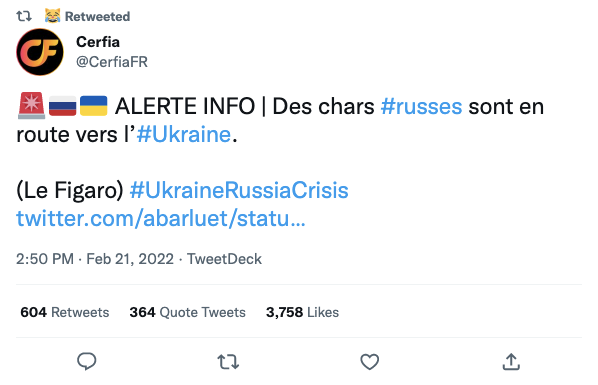 😹 Retweeted
Cerfia
@CerfiaFR
🚨🇷🇺🇺🇦 ALERTE INFO | Des chars #russes sont en
route vers l’#Ukraine.
(Le Figaro) #UkraineRussiaCrisis
twitter.com/abarluet/statu…
2:50 PM · Feb 21, 2022 · TweetDeck
604 Retweets 364 Quote Tweets 3,758 Likes